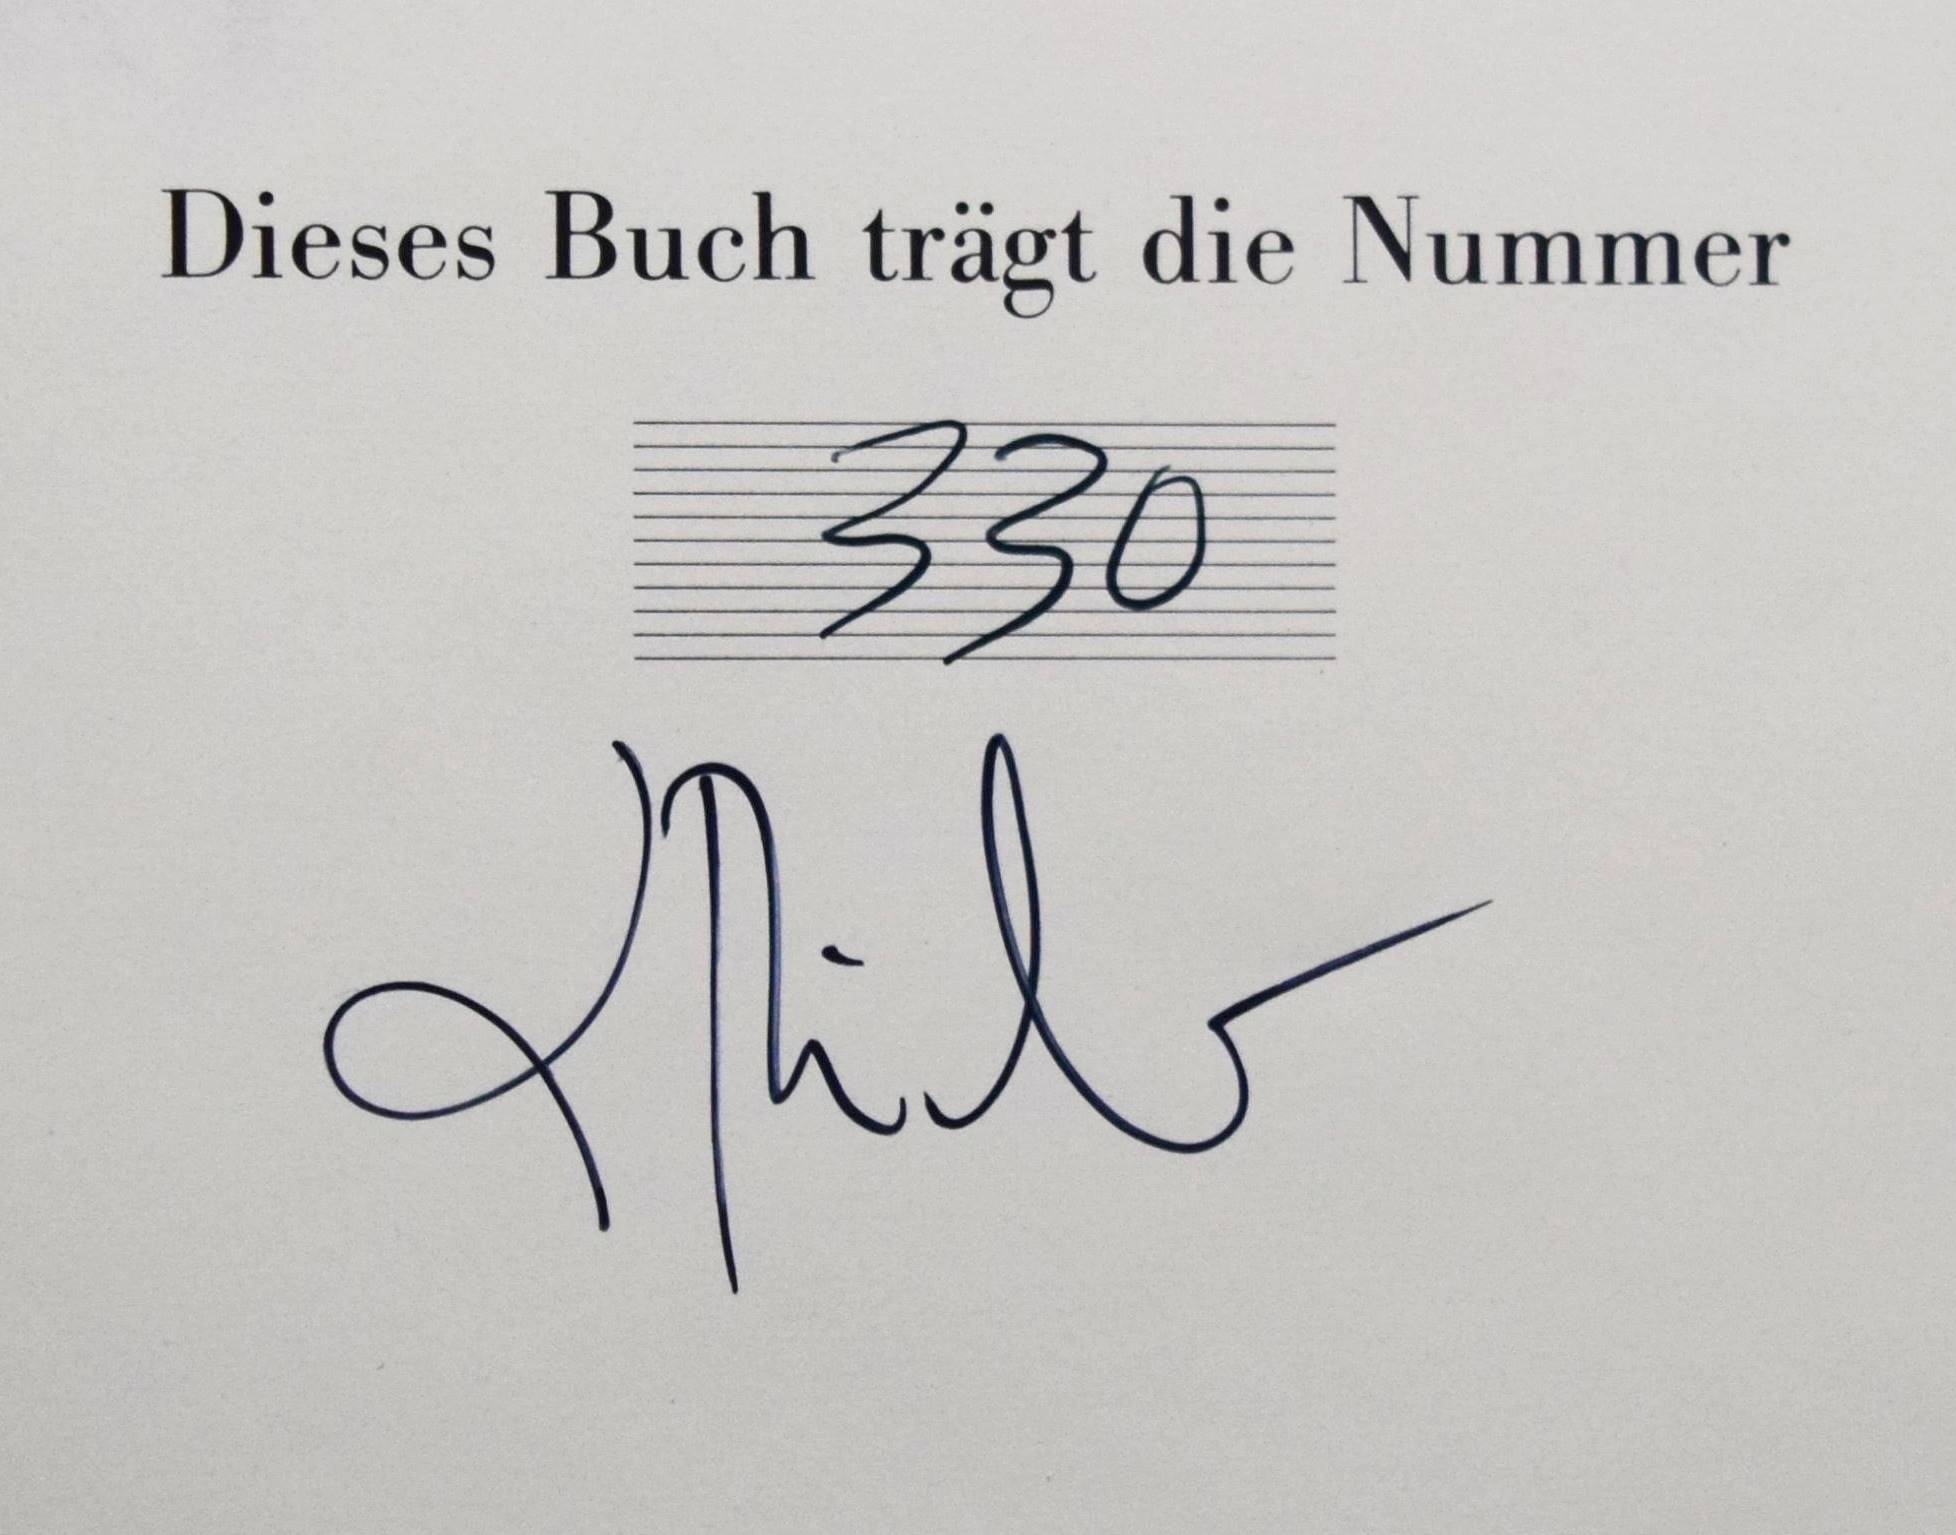 Dieses Buch trägt die Nummer
330